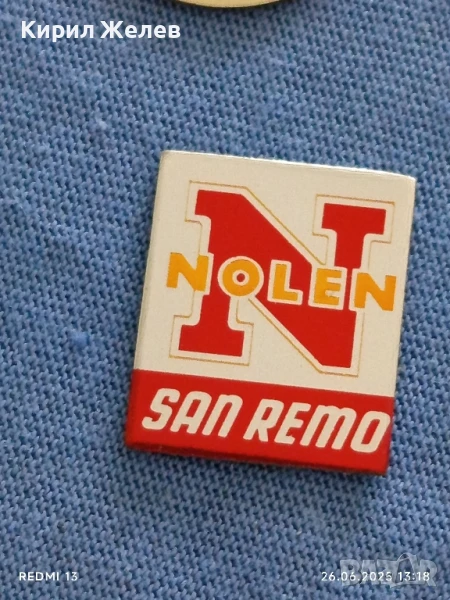 Кирил Желев
N
NOLEN
SAN REMO
REDMI 13
26.06.2025 13:18